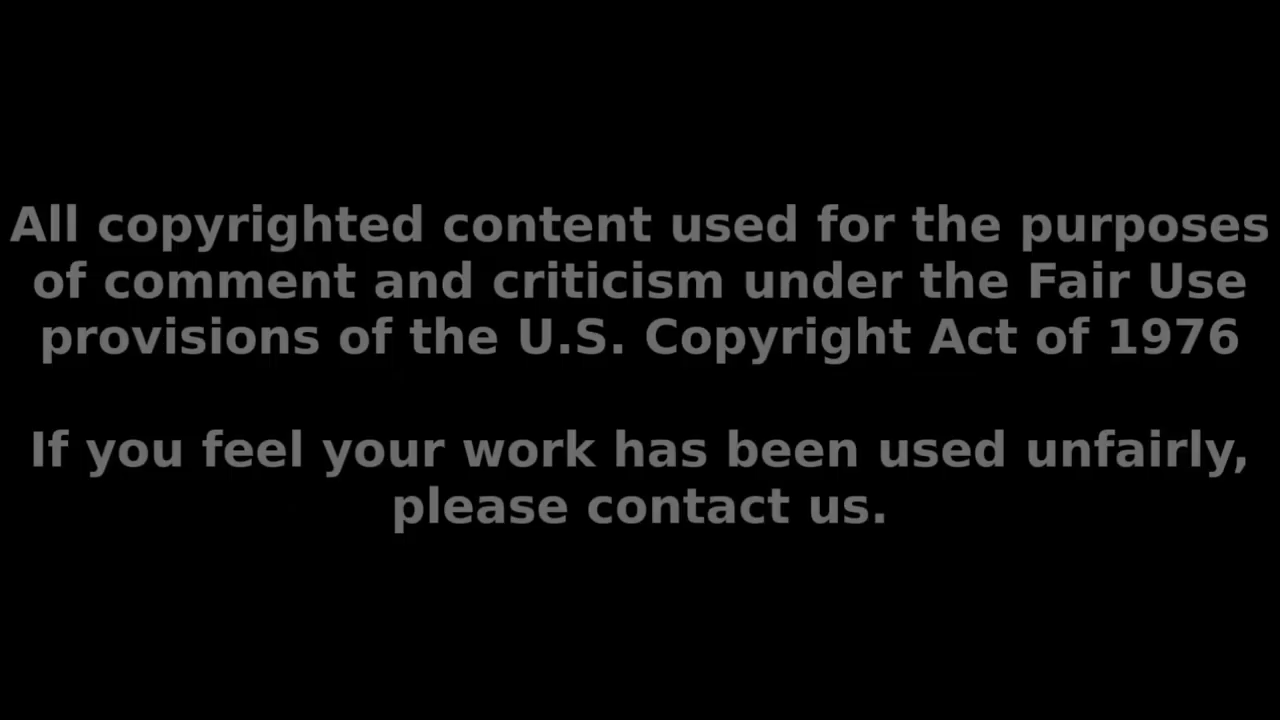 All copyrighted content used for the purposes
of comment and criticism under the Fair Use
provisions of the U.S. Copyright Act of 1976
If you feel your work has been used unfairly,
please contact us.